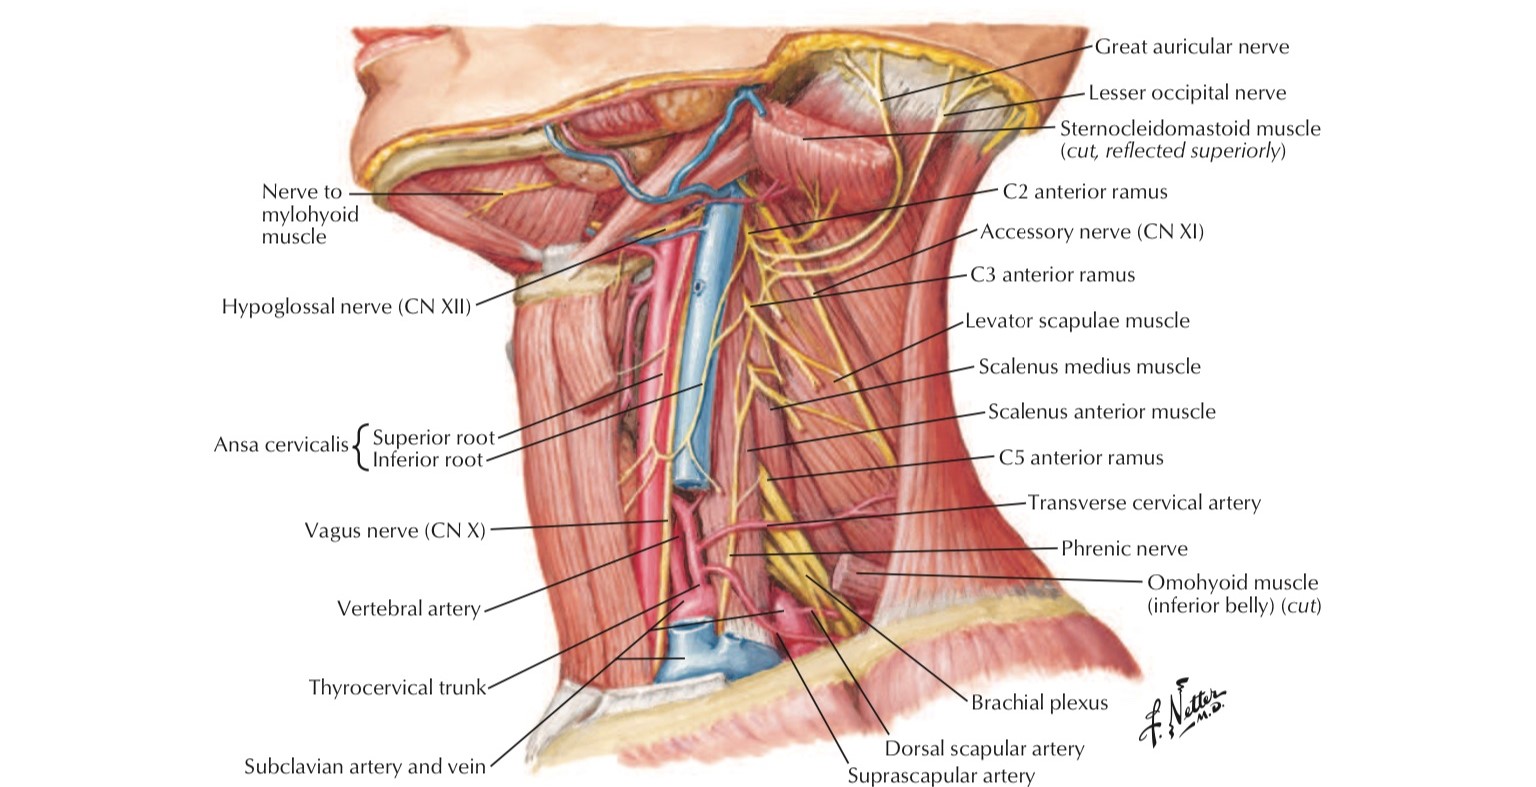 Great auricular nerve
Lesser occipital nerve
Sternocleidomastoid muscle
(cut, reflected superiorly)
C2 anterior ramus
Accessory nerve (CN XI)
C3 anterior ramus
Levator scapulae muscle
Scalenus medius muscle
Scalenus anterior muscle
C5 anterior ramus
Transverse cervical artery
Phrenic nerve
Omohyoid muscle
(inferior belly) (cut)
Brachial plexus
Dorsal scapular artery
Suprascapular artery
Nerve to
mylohyoid
muscle
Hypoglossal nerve (CN XII)
Ansa cervicalis
Superior root
Inferior root
Vagus nerve (CN X)
Vertebral artery
Thyrocervical trunk
Subclavian artery and vein
F. Netter
M.D.